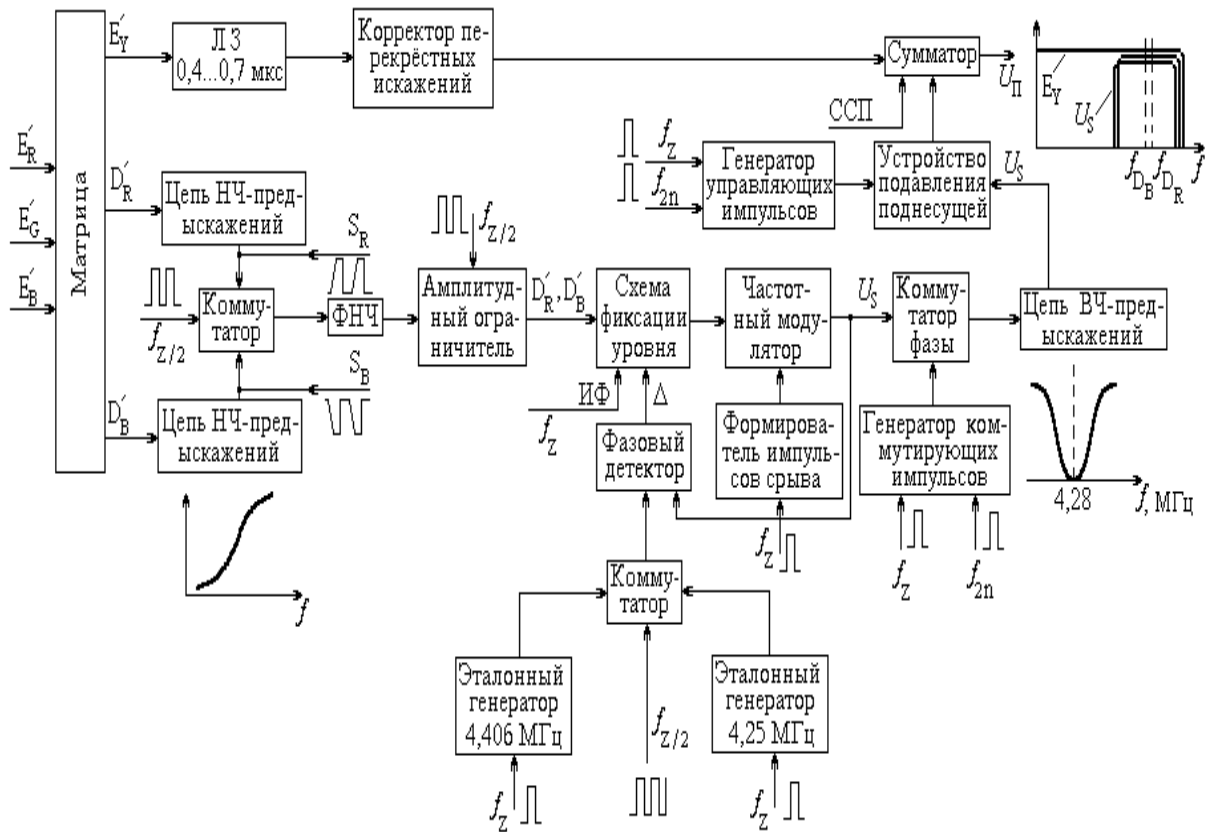 E′Y
ЛЗ
0,4...0,7 мкс
Корректор пе-
рекрёстных
искажений
Сумматор
UП
EY
US
fDB
fDR
f
ССП
E′R
E′G
E′B
Матрица
D′R
Цепь НЧ-пред-
ыскажений
SR
fZ/2
Комму-
татор
ФНЧ
SB
D′B
Цепь НЧ-пред-
ыскажений
f
fZ/2
Амплитуд-
ный огра-
ничитель
D′R, D′B
Схема
фиксации
уровня
Частот-
ный моду-
лятор
US
Комму-
татор
фазы
fZ
f2n
Генератор
управляющих
импульсов
Устройство
подавления
поднесущей
US
Цепь ВЧ-пред-
ыскажений
4,28
f, МГц
ИФ
fZ
Δ
Фазовый
детектор
Формирова-
тель импуль-
сов срыва
fZ
Генератор ком-
мутирующих
импульсов
fZ
f2n
Комму-
татор
Эталонный
генератор
4,406 МГц
fZ
fZ/2
Эталонный
генератор
4,25 МГц
fZ